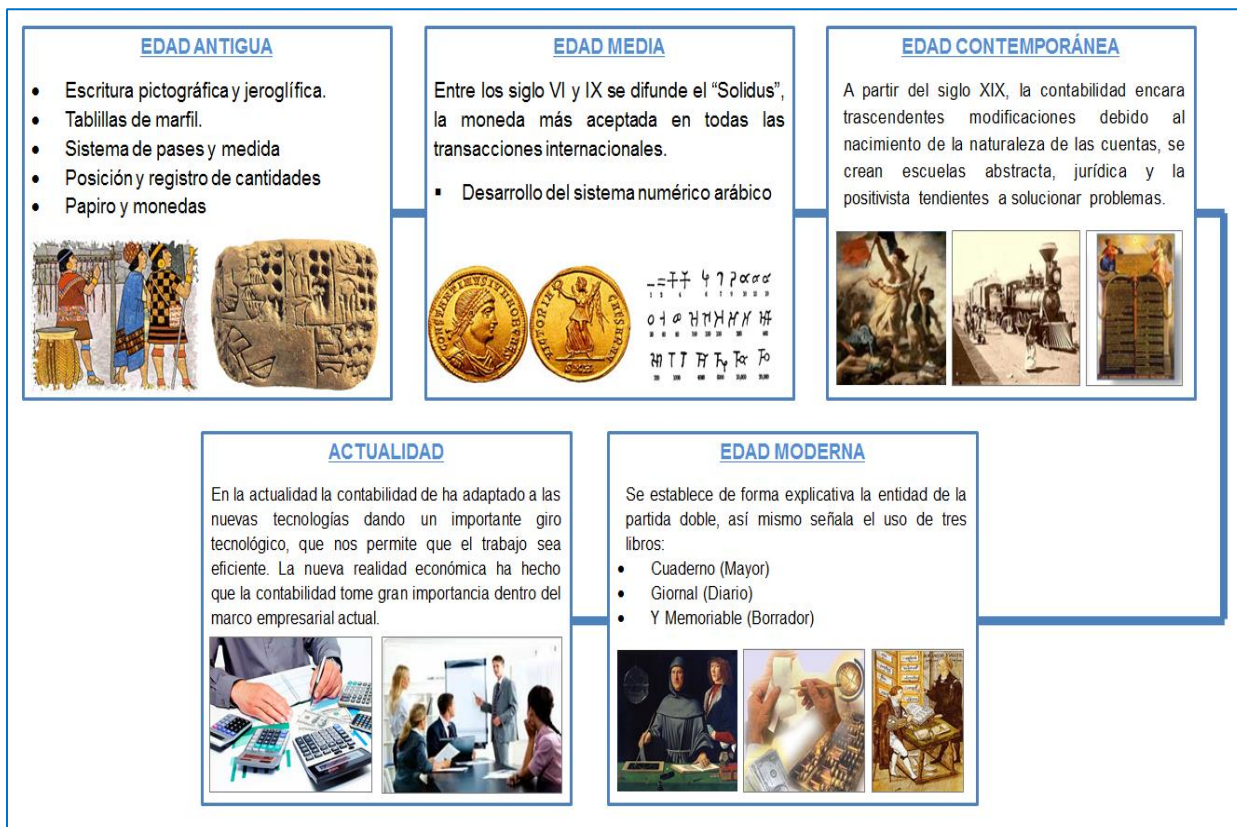 EDAD ANTIGUA
• Escritura pictográfica y jeroglífica.
• Tablillas de marfil.
• Sistema de pases y medida
• Posición y registro de cantidades
• Papiro y monedas
EDAD MEDIA
Entre los siglo VI y IX se difunde el “Solidus”,
la moneda más aceptada en todas las
transacciones internacionales.
▪ Desarrollo del sistema numérico arábico
EDAD CONTEMPORÁNEA
A partir del siglo XIX, la contabilidad encara
trascendentes modificaciones debido al
nacimiento de la naturaleza de las cuentas, se
crean escuelas abstracta, jurídica y la
positivista tendientes a solucionar problemas.
ACTUALIDAD
En la actualidad la contabilidad de ha adaptado a las
nuevas tecnologías dando un importante giro
tecnológico, que nos permite que el trabajo sea
eficiente. La nueva realidad económica ha hecho
que la contabilidad tome gran importancia dentro del
marco empresarial actual.
EDAD MODERNA
Se establece de forma explicativa la entidad de la
partida doble, así mismo señala el uso de tres
libros:
• Cuaderno (Mayor)
• Giornal (Diario)
• Y Memoriable (Borrador)